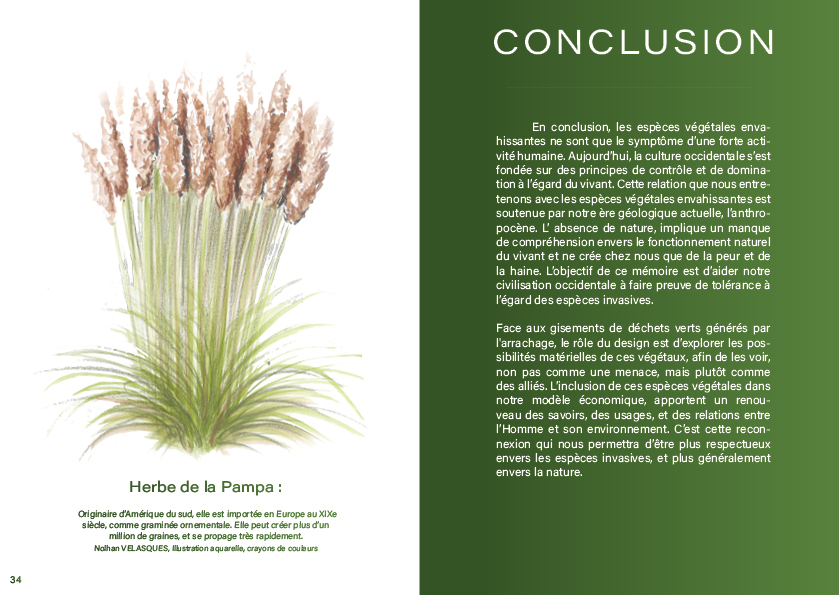 Herbe de la Pampa :
Originaire d'Amérique du sud, elle est importée en Europe au XIXe
siècle, comme graminée ornementale. Elle peut créer plus d'un
million de graines, et se propage très rapidement.
Nolhan VELASQUES, Illustration aquarelle, crayons de couleurs
34
CONCLUSION
En conclusion, les espèces végétales enva-
hissantes ne sont que le symptôme d'une forte acti-
vité humaine. Aujourd'hui, la culture occidentale s'est
fondée sur des principes de contrôle et de domina-
tion à l'égard du vivant. Cette relation que nous entre-
tenons avec les espèces végétales envahissantes est
soutenue par notre ère géologique actuelle, l'anthro-
pocène. L' absence de nature, implique un manque
de compréhension envers le fonctionnement naturel
du vivant et ne crée chez nous que de la peur et de
la haine. L'objectif de ce mémoire est d'aider notre
civilisation occidentale à faire preuve de tolérance à
l'égard des espèces invasives.
Face aux gisements de déchets verts générés par
l'arrachage, le rôle du design est d'explorer les pos-
sibilités matérielles de ces végétaux, afin de les voir,
non pas comme une menace, mais plutôt comme
des alliés. L'inclusion de ces espèces végétales dans
notre modèle économique, apportent un renou-
veau des savoirs, des usages, et des relations entre
l'Homme et son environnement. C'est cette recon-
nexion qui nous permettra d'être plus respectueux
envers les espèces invasives, et plus généralement
envers la nature.